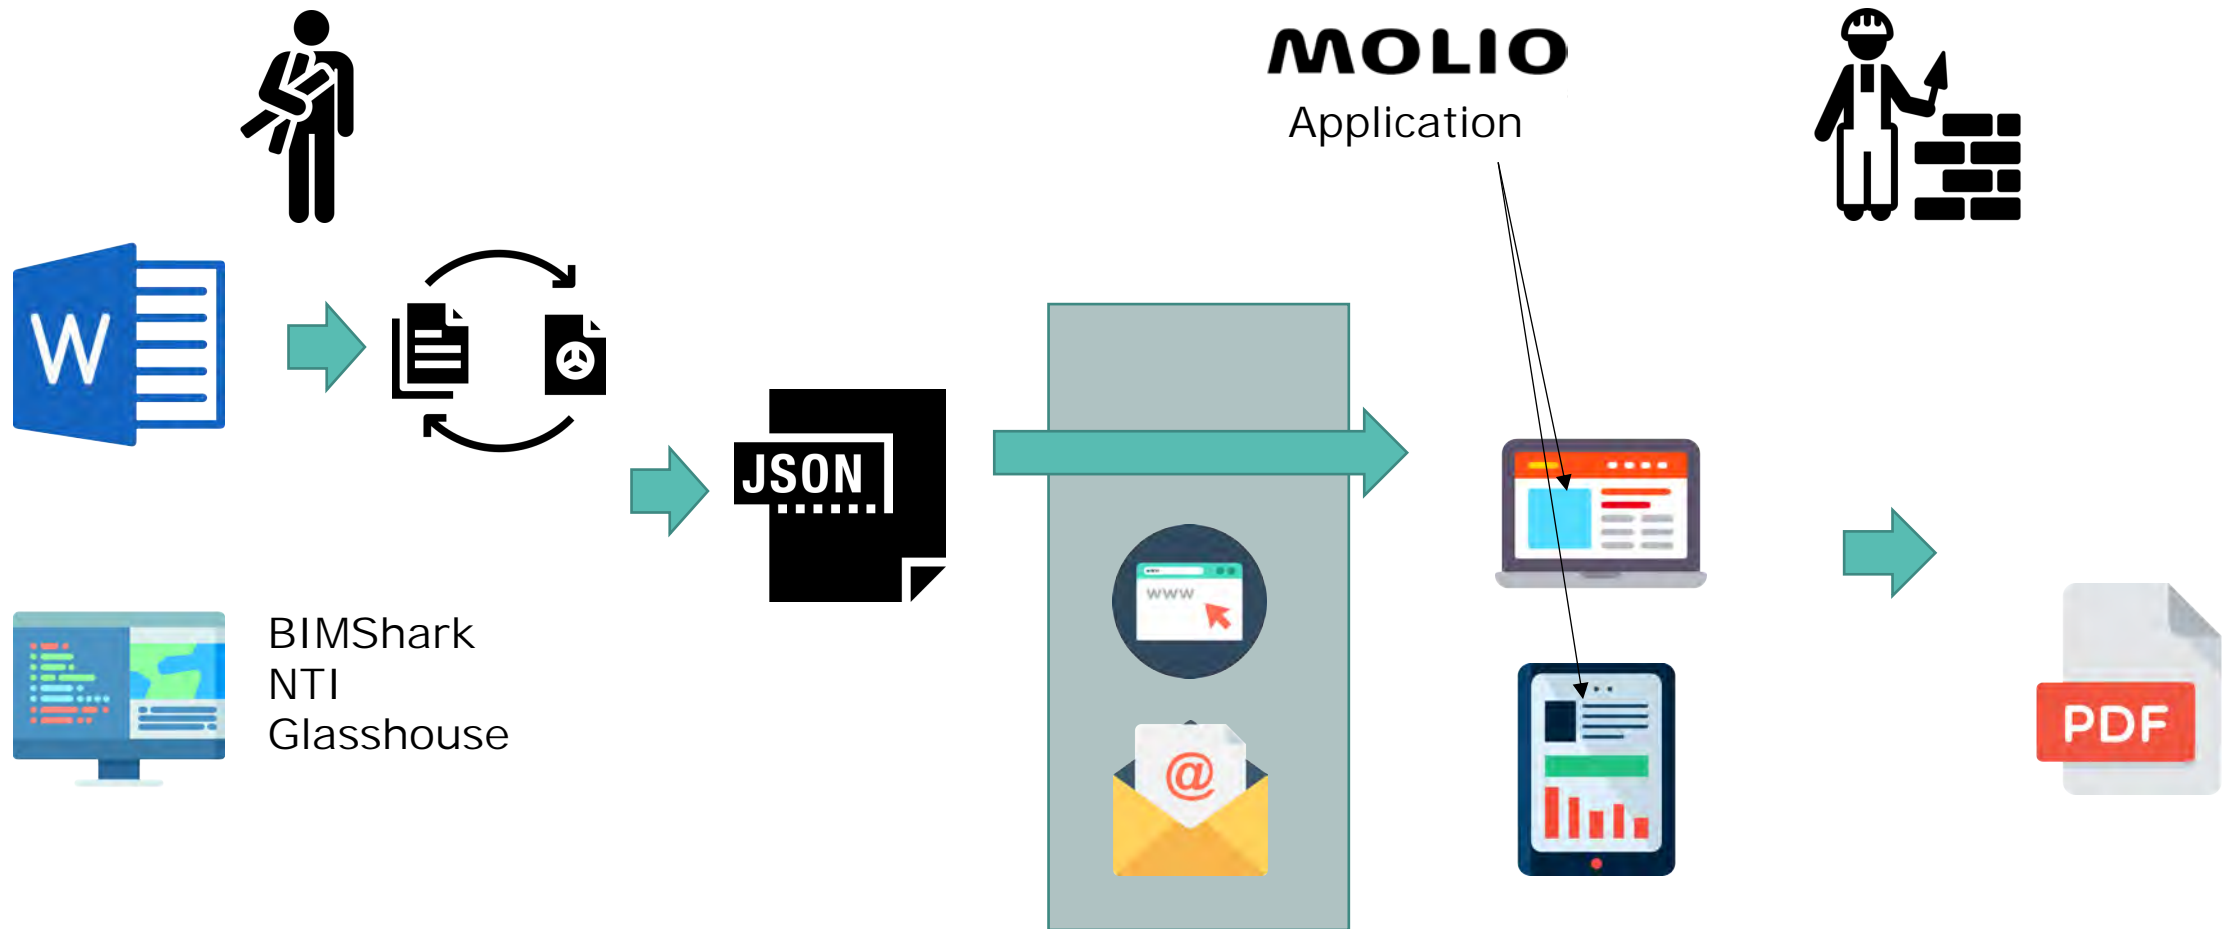 MOLIO
Application
W
JSON
www
BIMShark
NTI
Glasshouse
@
PDF